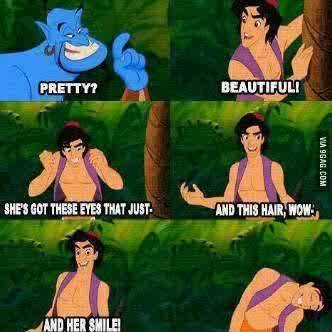 PRETTY?
BEAUTIFUL!
SHE'S GOT THESE EYES THAT JUST-
AND THIS HAIR, WOW-
AND HER SMILE!
VIA 9GAG.COM